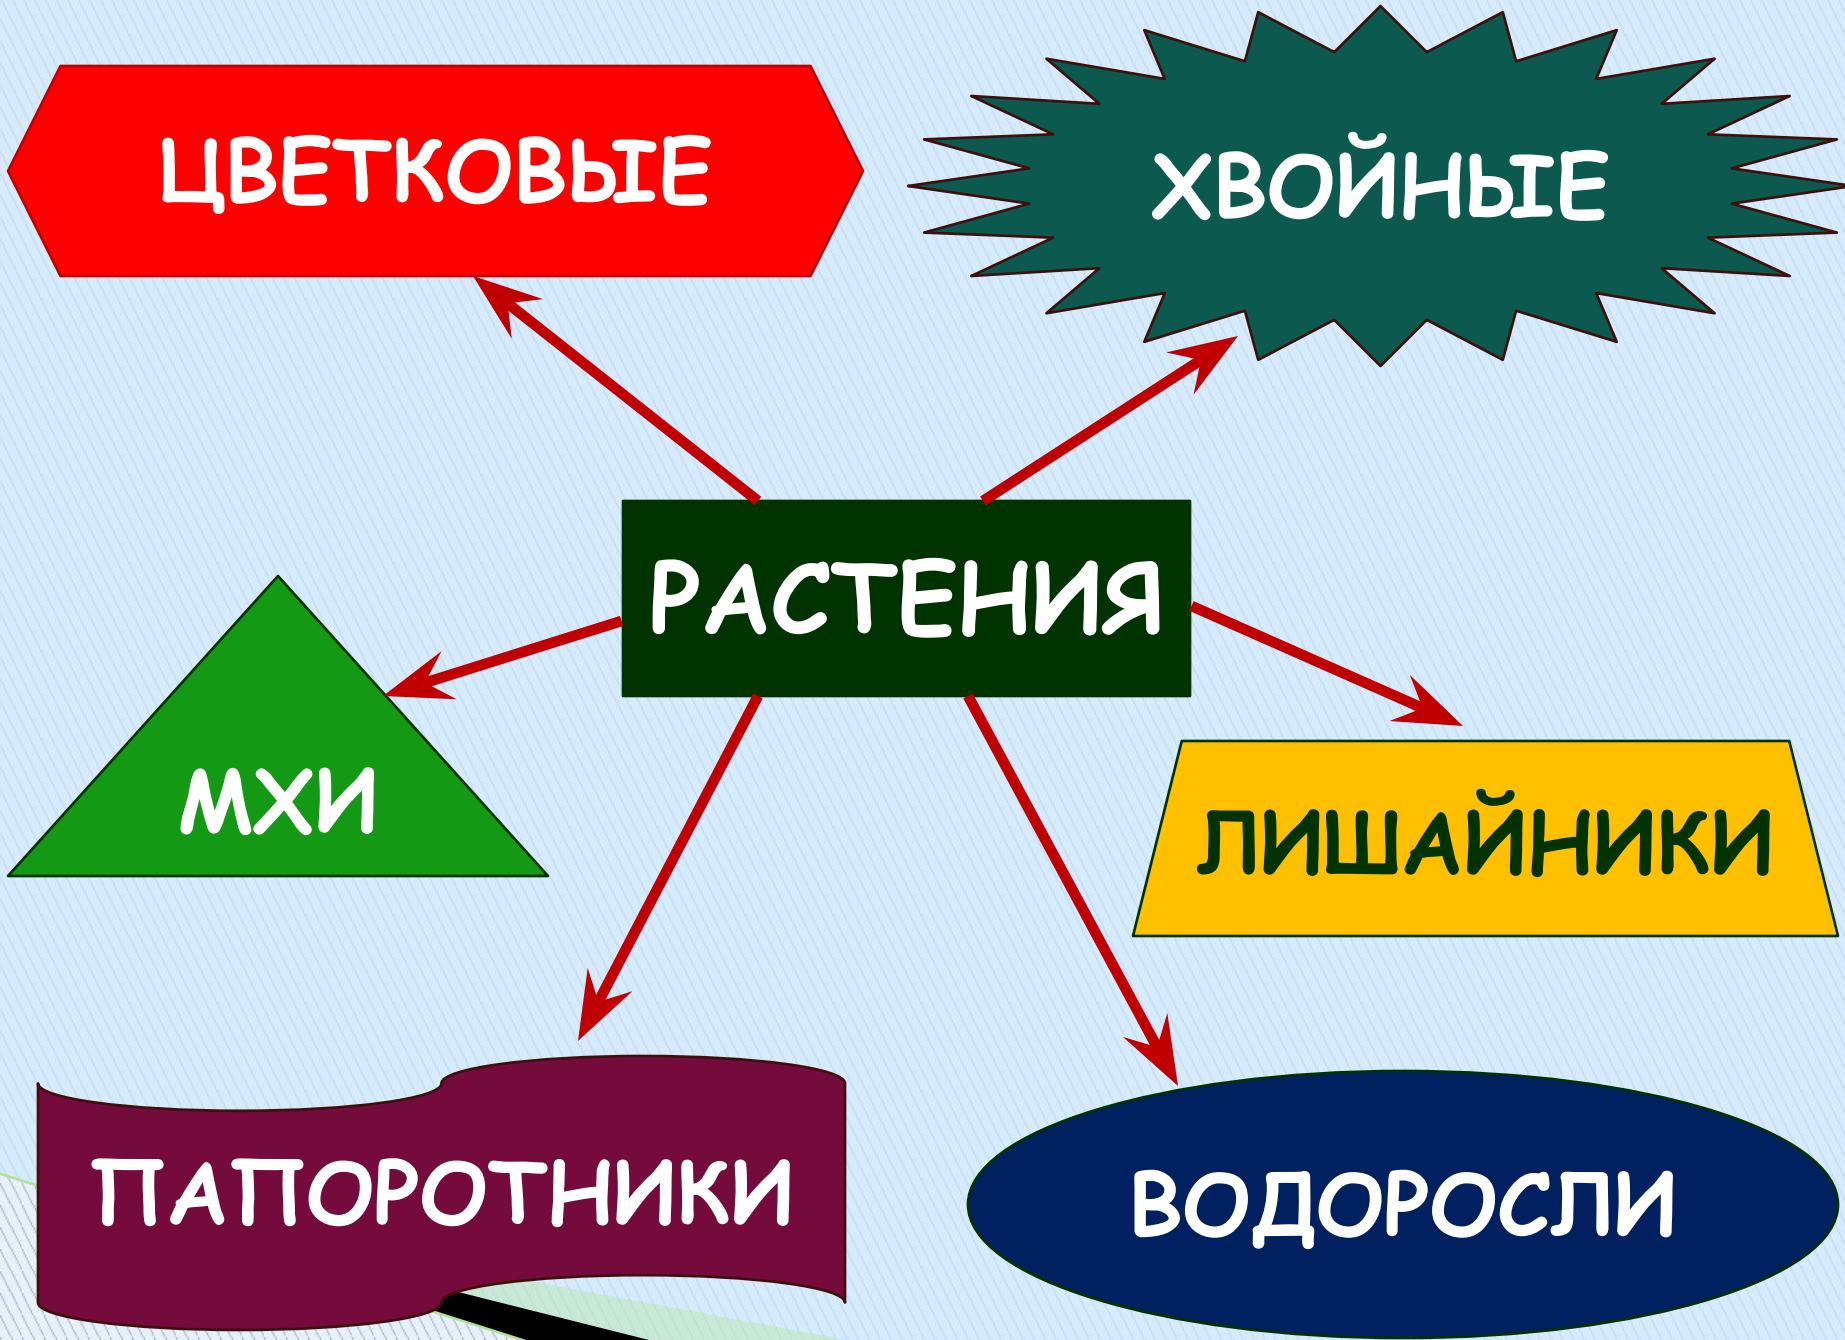 ЦВЕТКОВЫЕ
ХВОЙНЫЕ
РАСТЕНИЯ
МХИ
ЛИШАЙНИКИ
ПАПОРОТНИКИ
ВОДОРОСЛИ